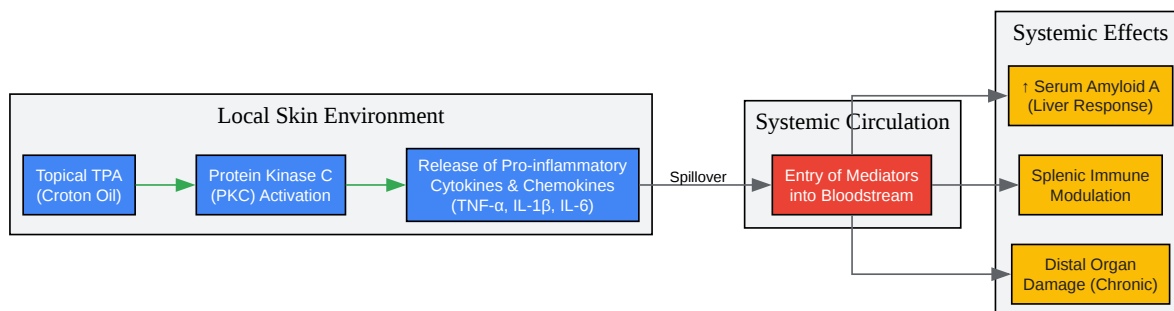 Local Skin Environment
Topical TPA
(Croton Oil)
Protein Kinase C
(PKC) Activation
Release of Pro-inflammatory
Cytokines & Chemokines
(TNF-α, IL-1β, IL-6)
Spillover
Systemic Circulation
Entry of Mediators
into Bloodstream
Systemic Effects
↑ Serum Amyloid A
(Liver Response)
Splenic Immune
Modulation
Distal Organ
Damage (Chronic)